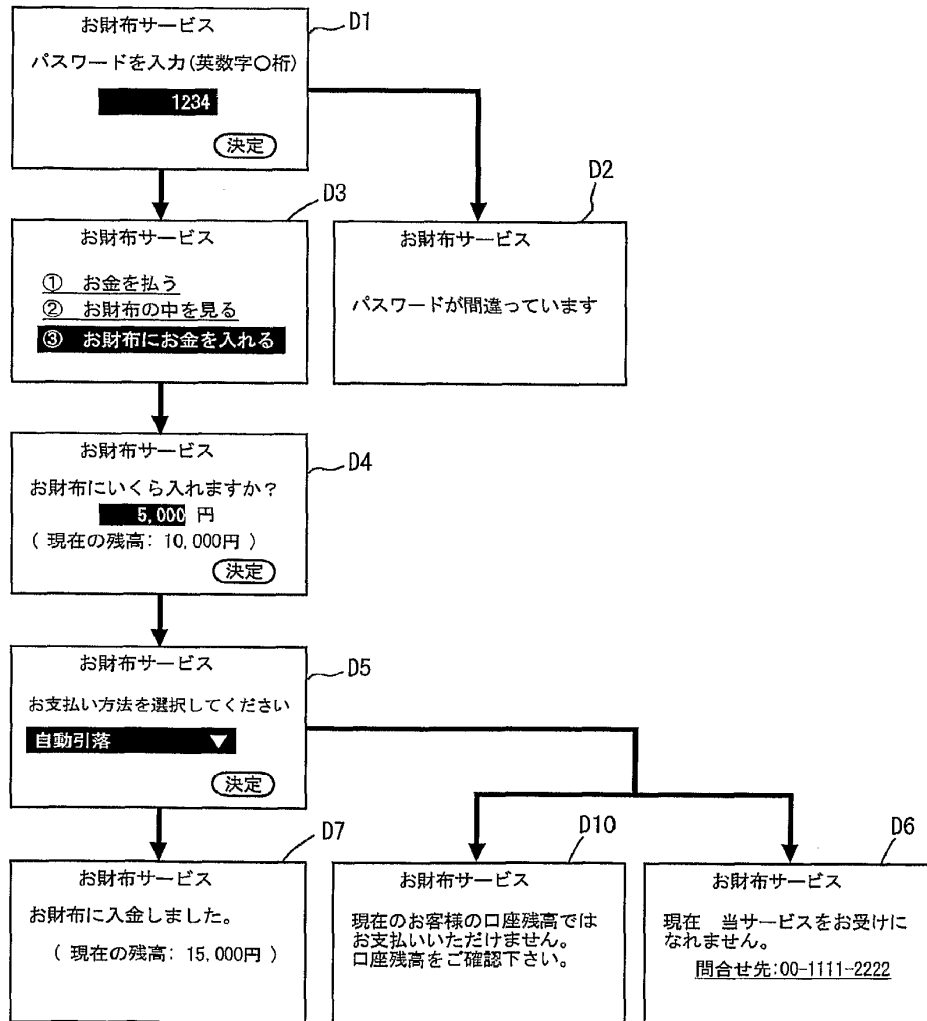 お財布サービス
D1
パスワードを入力(英数字〇桁)
1234
決定
D3
お財布サービス
① お金を払う
② お財布の中を見る
③ お財布にお金を入れる
D2
お財布サービス
パスワードが間違っています
お財布サービス
D4
お財布にいくら入れますか?
5,000 円
( 現在の残高: 10,000円 )
決定
お財布サービス
D5
お支払い方法を選択してください
自動引落 ▼
決定
D7
お財布サービス
お財布に入金しました。
( 現在の残高: 15,000円 )
D10
お財布サービス
現在のお客様の口座残高では
お支払いいただけません。
口座残高をご確認下さい。
D6
お財布サービス
現在 当サービスをお受けに
なれません。
問合せ先:00-1111-2222